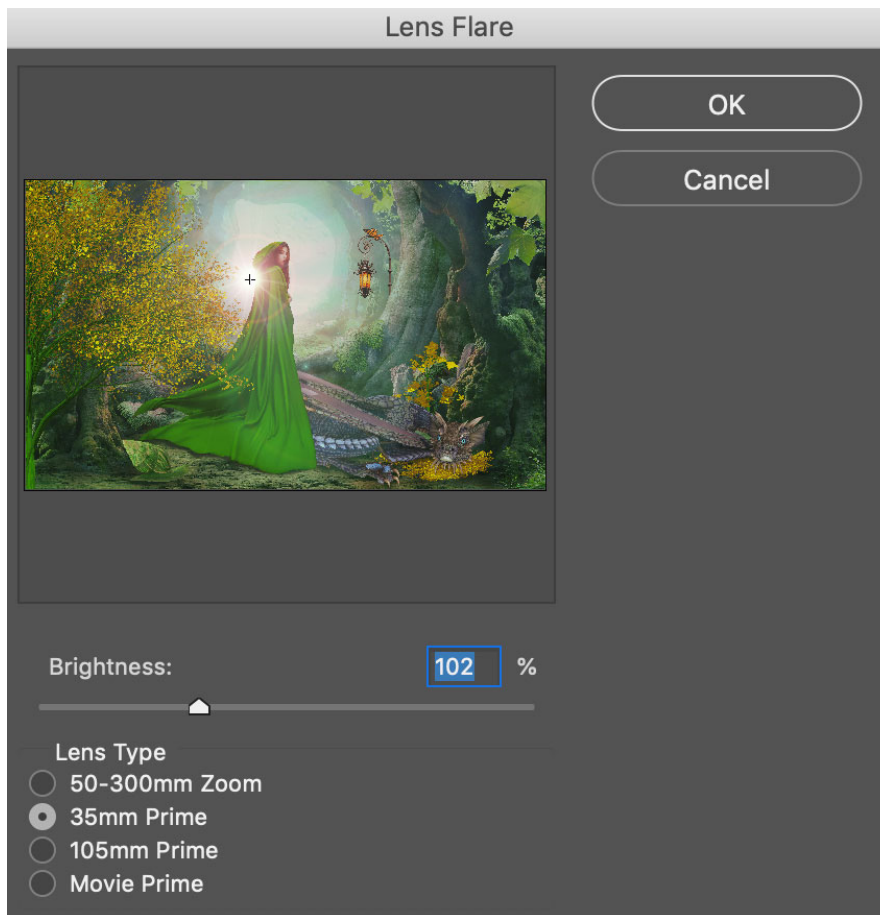 Lens Flare
OK
Cancel
Brightness: 102 %
Lens Type
50-300mm Zoom
35mm Prime
105mm Prime
Movie Prime